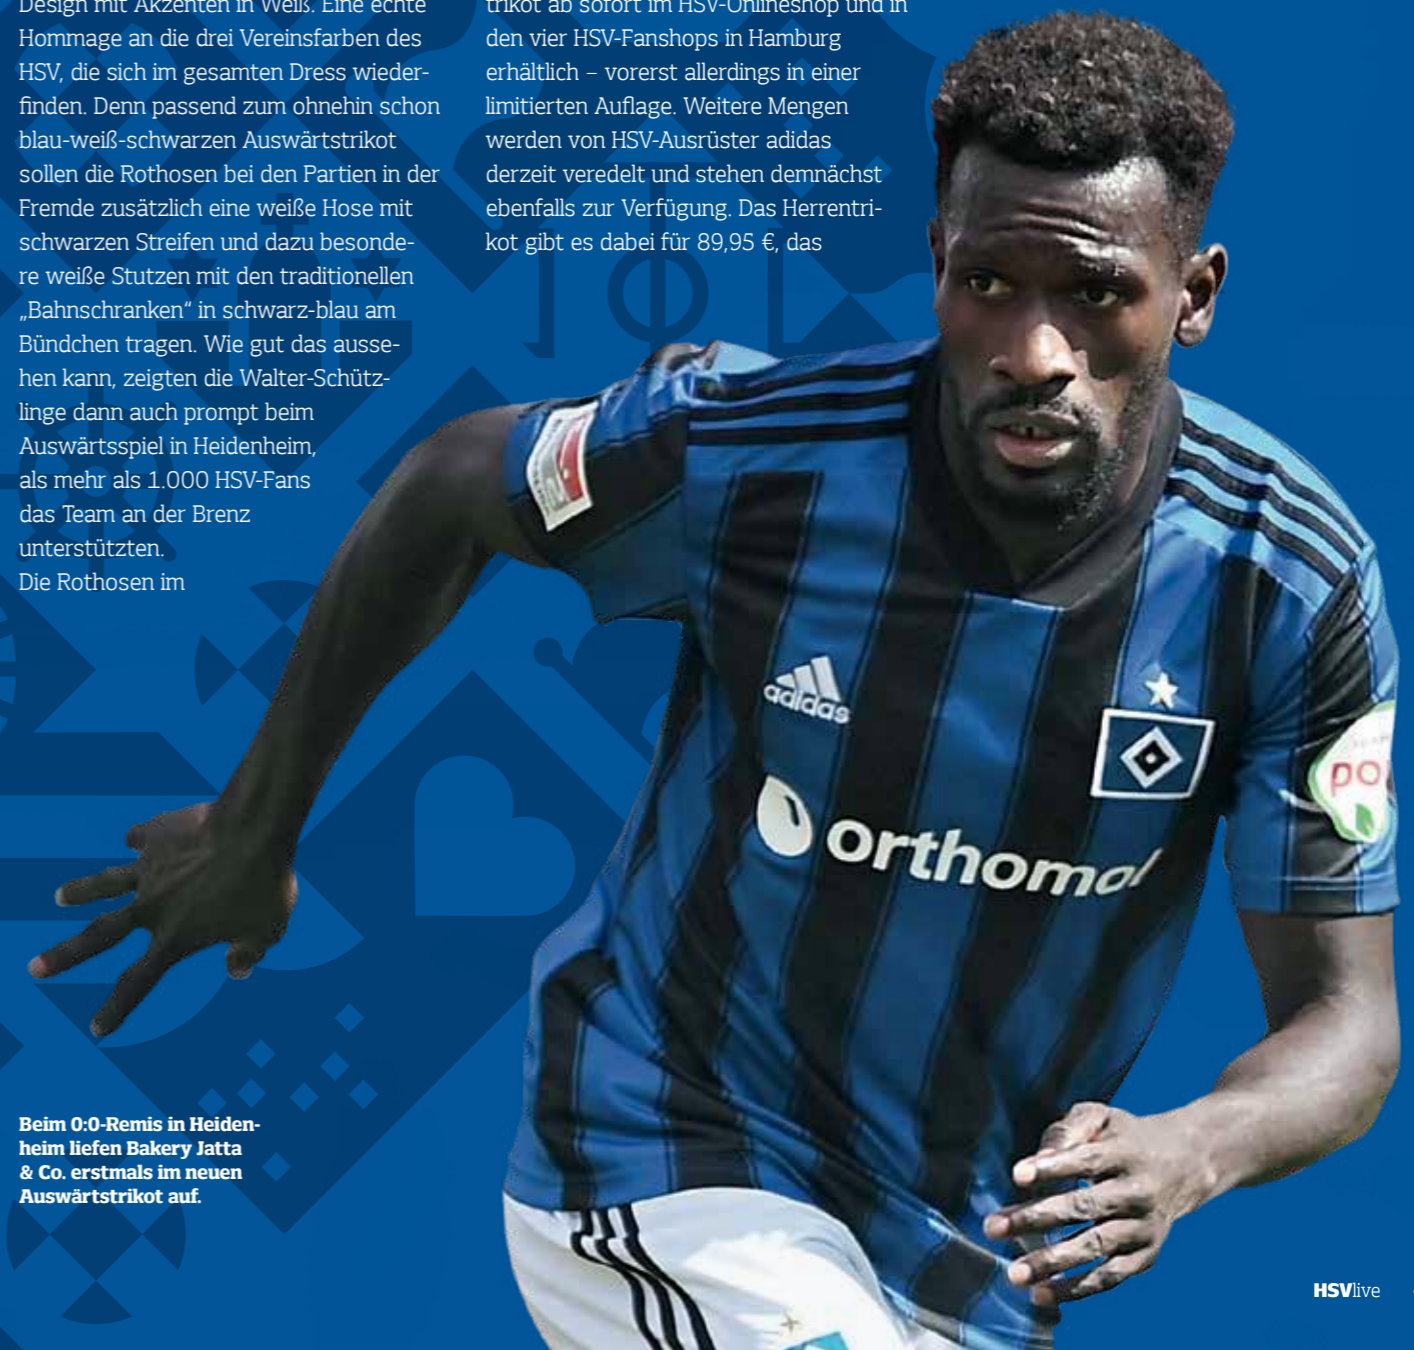 Design mit Akzenten in Weiß. Eine echte
Hommage an die drei Vereinsfarben des
HSV, die sich im gesamten Dress wieder-
finden. Denn passend zum ohnehin schon
blau-weiß-schwarzen Auswärtstrikot
sollen die Rothosen bei den Partien in der
Fremde zusätzlich eine weiße Hose mit
schwarzen Streifen und dazu besonde-
re weiße Stutzen mit den traditionellen
„Bahnschranken“ in schwarz-blau am
Bündchen tragen. Wie gut das ausse-
hen kann, zeigten die Walter-Schütz-
linge dann auch prompt beim
Auswärtsspiel in Heidenheim,
als mehr als 1.000 HSV-Fans
das Team an der Brenz
unterstützten.
Die Rothosen im
trikot ab sofort im HSV-Onlineshop und in
den vier HSV-Fanshops in Hamburg
erhältlich – vorerst allerdings in einer
limitierten Auflage. Weitere Mengen
werden von HSV-Ausrüster adidas
derzeit veredelt und stehen demnächst
ebenfalls zur Verfügung. Das Herrentri-
kot gibt es dabei für 89,95 €, das
adidas
orthomol
po
Beim 0:0-Remis in Heiden-
heim liefen Bakery Jatta
& Co. erstmals im neuen
Auswärtstrikot auf.
HSVlive